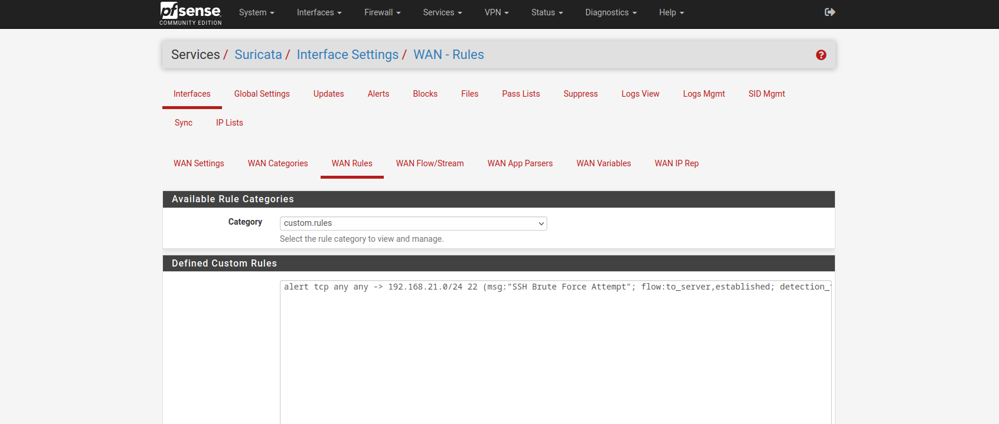 pfsense
COMMUNITY EDITION
System Interfaces Firewall Services VPN Status Diagnostics Help
Services / Suricata / Interface Settings / WAN - Rules
Interfaces Global Settings Updates Alerts Blocks Files Pass Lists Suppress Logs View Logs Mgmt SID Mgmt
Sync IP Lists
WAN Settings WAN Categories WAN Rules WAN Flow/Stream WAN App Parsers WAN Variables WAN IP Rep
Available Rule Categories
Category custom.rules
Select the rule category to view and manage.
Defined Custom Rules
alert tcp any any -> 192.168.21.0/24 22 (msg:"SSH Brute Force Attempt"; flow:to_server,established; detection_